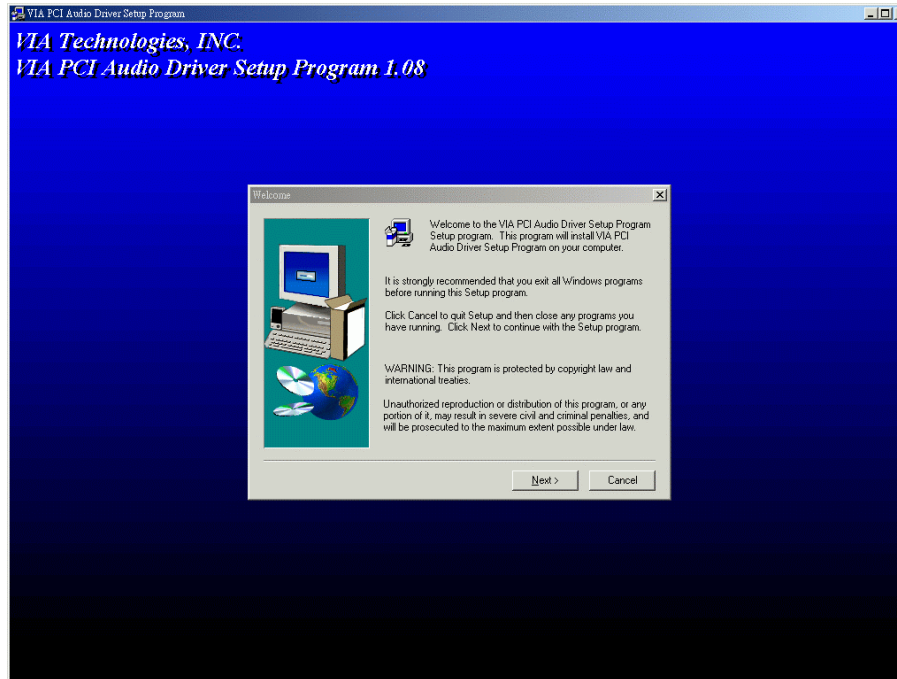 VIA PCI Audio Driver Setup Program
VIA Technologies, INC.
VIA PCI Audio Driver Setup Program 1.08
Welcome
Welcome to the VIA PCI Audio Driver Setup Program
Setup program. This program will install VIA PCI
Audio Driver Setup Program on your computer.
It is strongly recommended that you exit all Windows programs
before running this Setup program.
Click Cancel to quit Setup and then close any programs you
have running. Click Next to continue with the Setup program.
WARNING: This program is protected by copyright law and
international treaties.
Unauthorized reproduction or distribution of this program, or any
portion of it, may result in severe civil and criminal penalties, and
will be prosecuted to the maximum extent possible under law.
Next >
Cancel